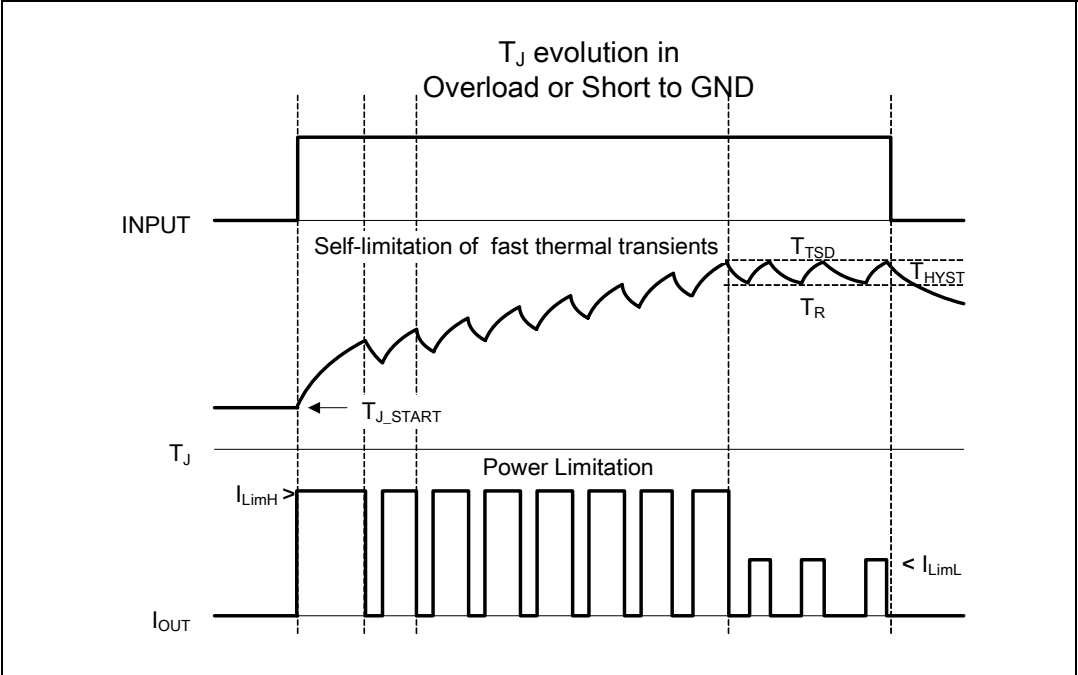 TJ evolution in
Overload or Short to GND
INPUT
Self-limitation of fast thermal transients
TTSD
THYST
TR
TJ_START
TJ
Power Limitation
ILimH >
< ILimL
IOUT